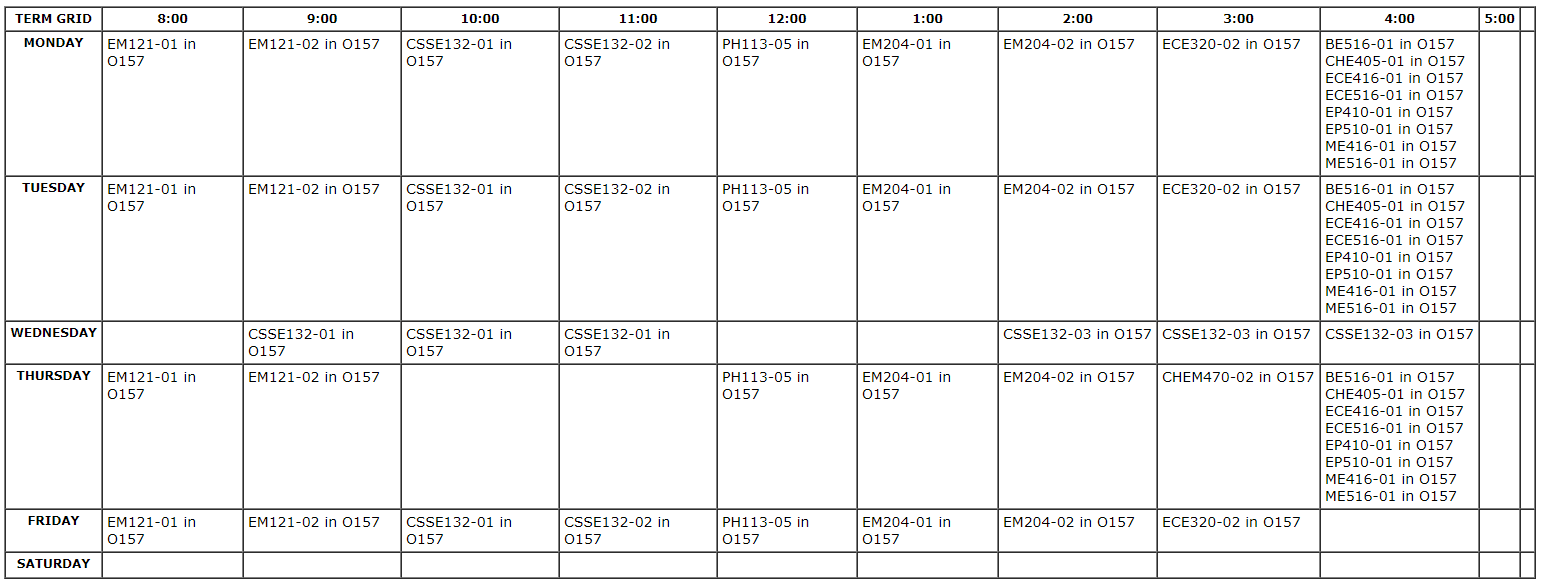 TERM GRID 8:00 9:00 10:00 11:00 12:00 1:00 2:00 3:00 4:00 5:00
MONDAY
EM121-01 in
O157
EM121-02 in O157
CSSE132-01 in
O157
CSSE132-02 in
O157
PH113-05 in
O157
EM204-01 in
O157
EM204-02 in O157
ECE320-02 in O157
BE516-01 in O157
CHE405-01 in O157
ECE416-01 in O157
ECE516-01 in O157
EP410-01 in O157
EP510-01 in O157
ME416-01 in O157
ME516-01 in O157
TUESDAY
EM121-01 in
O157
EM121-02 in O157
CSSE132-01 in
O157
CSSE132-02 in
O157
PH113-05 in
O157
EM204-01 in
O157
EM204-02 in O157
ECE320-02 in O157
BE516-01 in O157
CHE405-01 in O157
ECE416-01 in O157
ECE516-01 in O157
EP410-01 in O157
EP510-01 in O157
ME416-01 in O157
ME516-01 in O157
WEDNESDAY
CSSE132-01 in
O157
CSSE132-01 in
O157
CSSE132-01 in
O157
CSSE132-03 in O157
CSSE132-03 in O157
CSSE132-03 in O157
THURSDAY
EM121-01 in
O157
EM121-02 in O157
PH113-05 in
O157
EM204-01 in
O157
EM204-02 in O157
CHEM470-02 in O157
BE516-01 in O157
CHE405-01 in O157
ECE416-01 in O157
ECE516-01 in O157
EP410-01 in O157
EP510-01 in O157
ME416-01 in O157
ME516-01 in O157
FRIDAY
EM121-01 in
O157
EM121-02 in O157
CSSE132-01 in
O157
CSSE132-02 in
O157
PH113-05 in
O157
EM204-01 in
O157
EM204-02 in O157
ECE320-02 in O157
SATURDAY